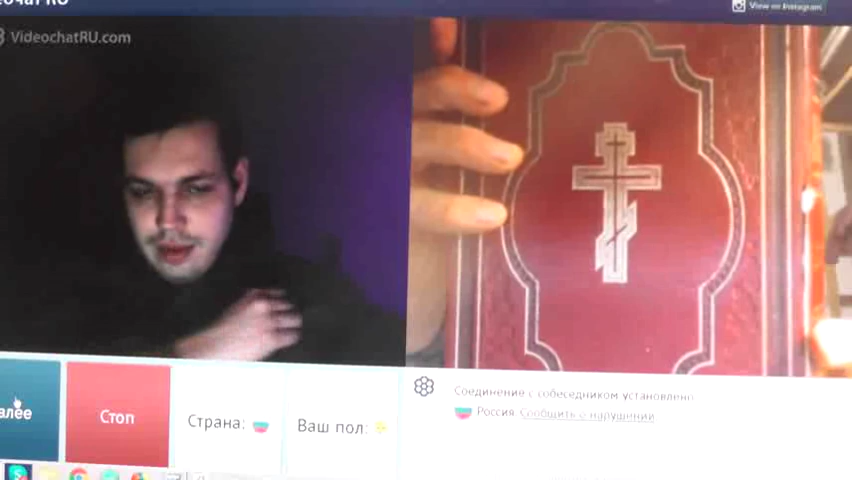 VideochatRU.com
View on Instagram
Стоп
Страна:
Ваш пол:
Соединение с собеседником установлено
Россия. Сообщить о нарушении